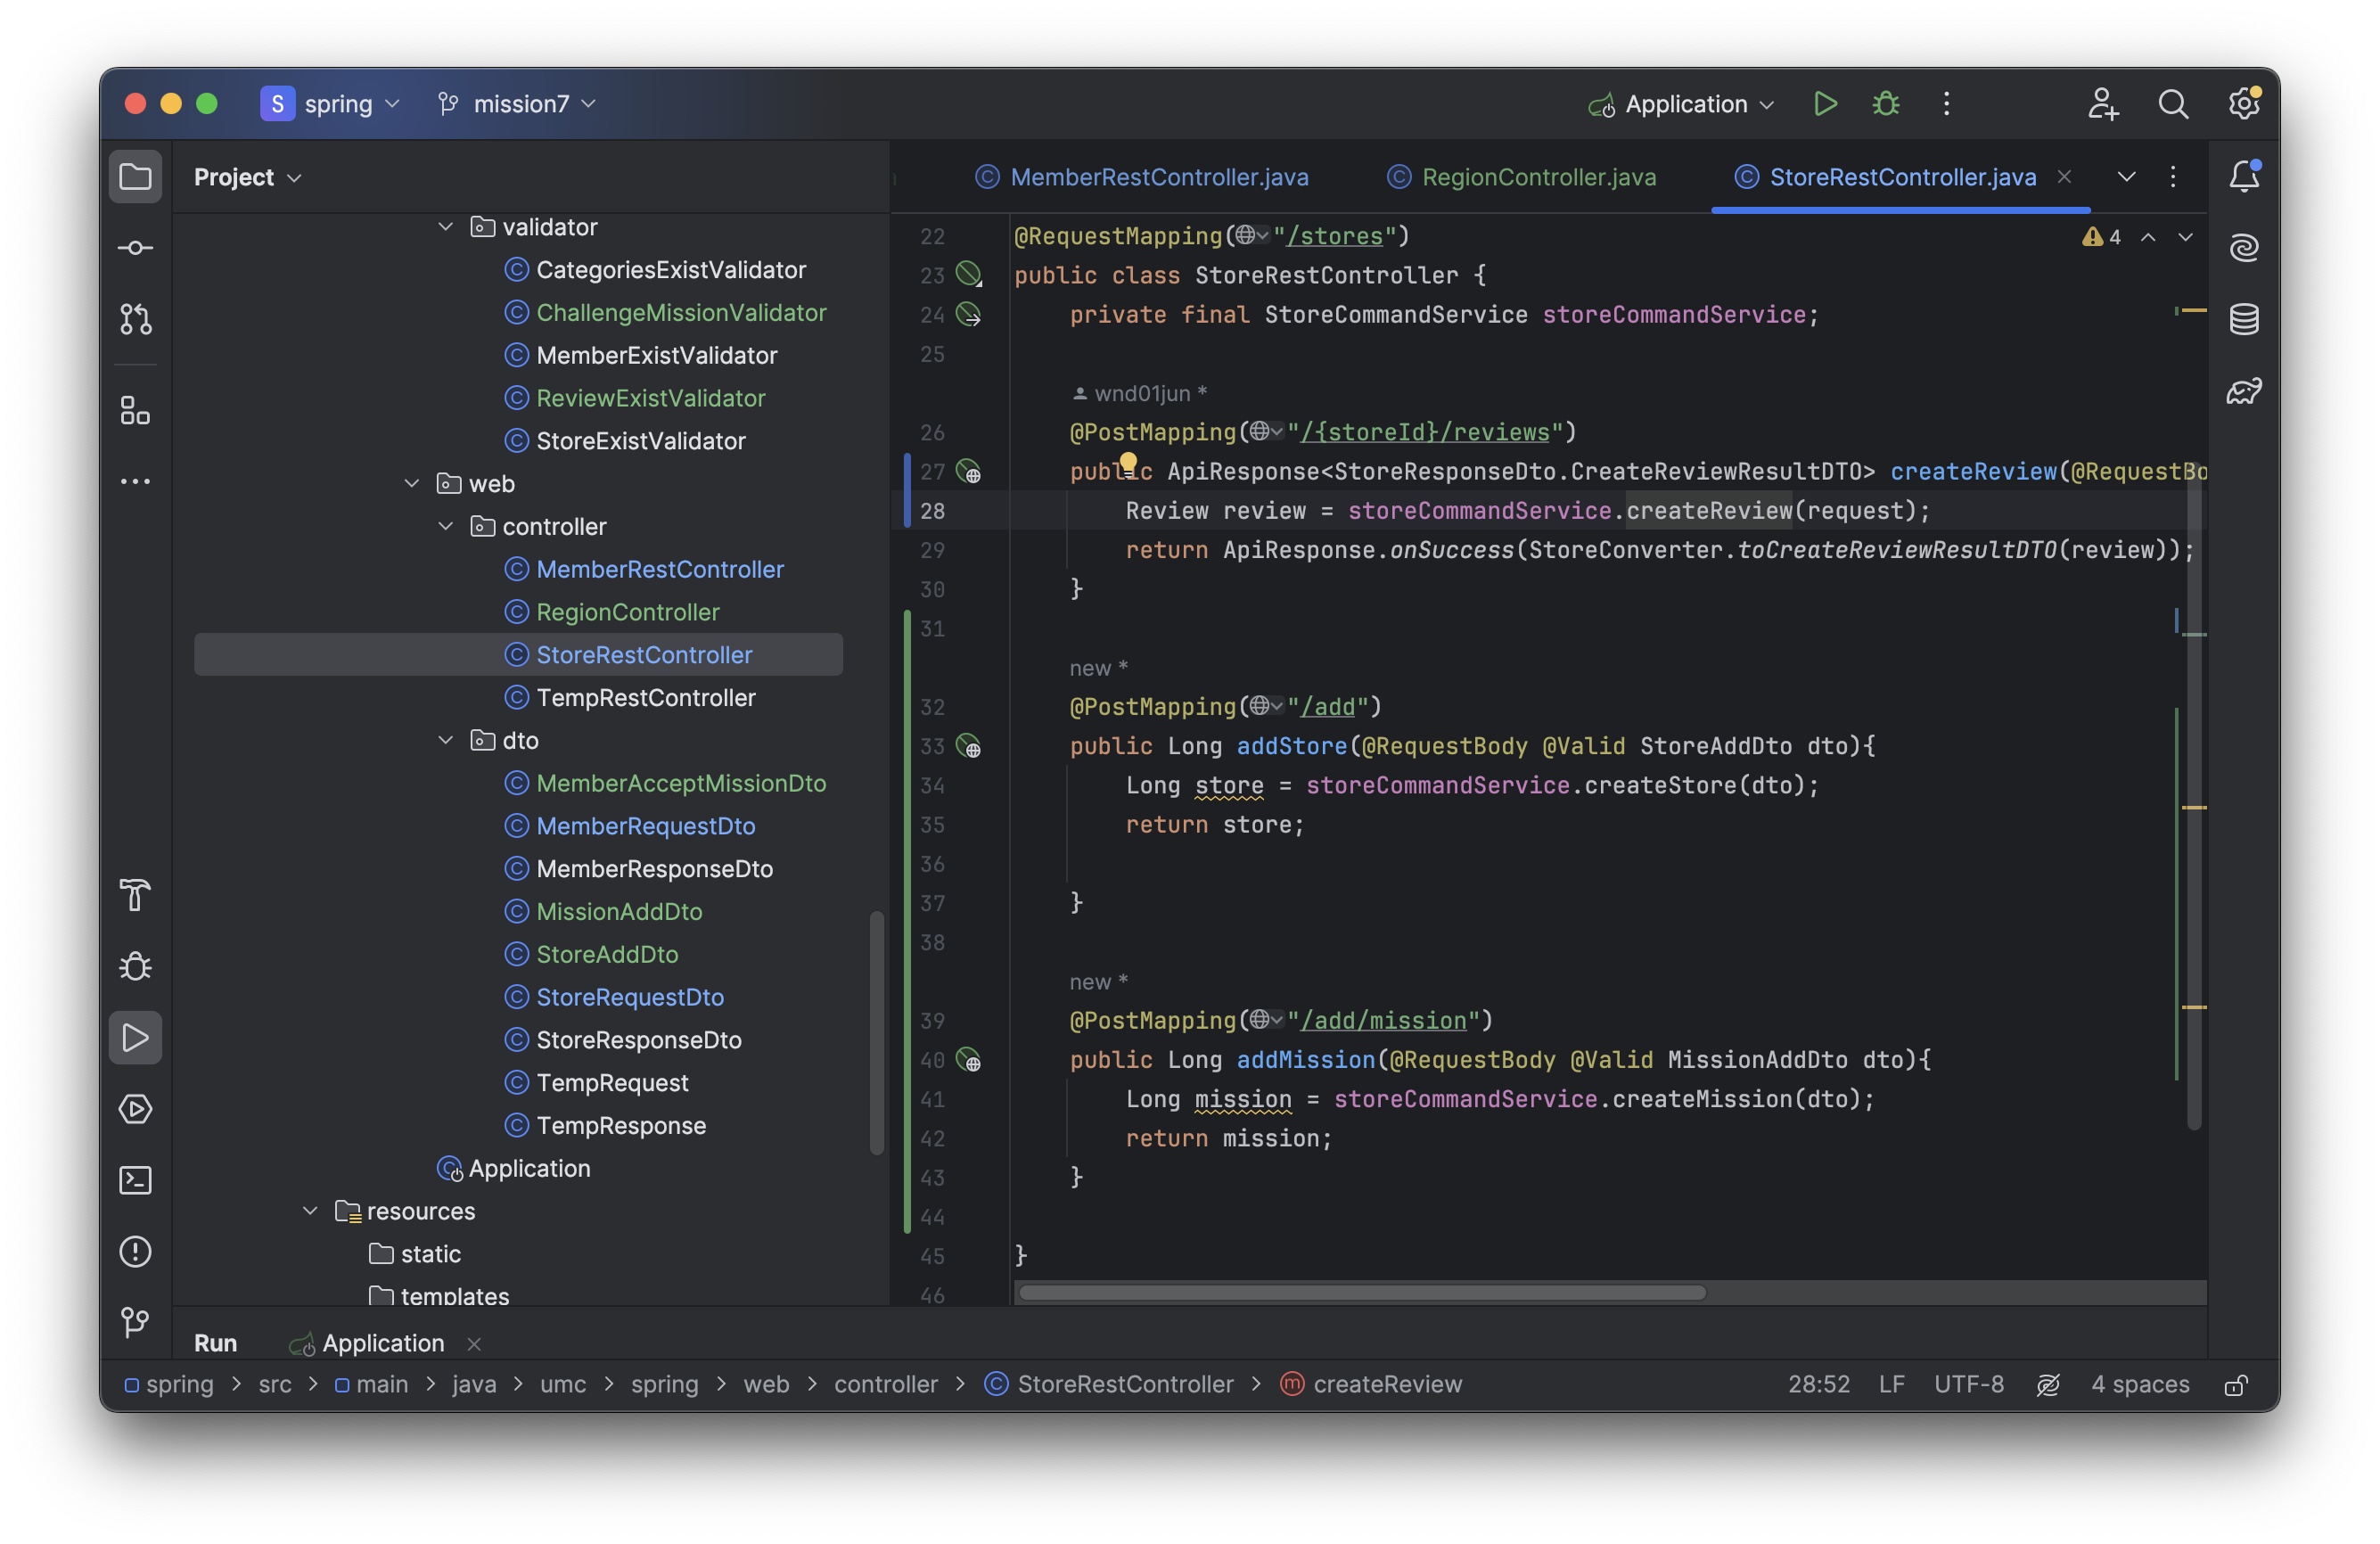 S spring mission7 Application
Project
MemberRestController.java RegionController.java StoreRestController.java
validator
CategoriesExistValidator
ChallengeMissionValidator
MemberExistValidator
ReviewExistValidator
StoreExistValidator
web
controller
MemberRestController
RegionController
StoreRestController
TempRestController
dto
MemberAcceptMissionDto
MemberRequestDto
MemberResponseDto
MissionAddDto
StoreAddDto
StoreRequestDto
StoreResponseDto
TempRequest
TempResponse
Application
resources
static
templates
4
22 @RequestMapping("/stores")
23 public class StoreRestController {
24 private final StoreCommandService storeCommandService;
25
wnd01jun *
26 @PostMapping("/{storeId}/reviews")
27 public ApiResponse<StoreResponseDto.CreateReviewResultDTO> createReview(@RequestBo
28 Review review = storeCommandService.createReview(request);
29 return ApiResponse.onSuccess(StoreConverter.toCreateReviewResultDTO(review));
30 }
31
new *
32 @PostMapping("/add")
33 public Long addStore(@RequestBody @Valid StoreAddDto dto){
34 Long store = storeCommandService.createStore(dto);
35 return store;
36
37 }
38
new *
39 @PostMapping("/add/mission")
40 public Long addMission(@RequestBody @Valid MissionAddDto dto){
41 Long mission = storeCommandService.createMission(dto);
42 return mission;
43 }
44
45 }
46
Run Application
spring > src > main > java > umc > spring > web > controller > StoreRestController > createReview 28:52 LF UTF-8 4 spaces